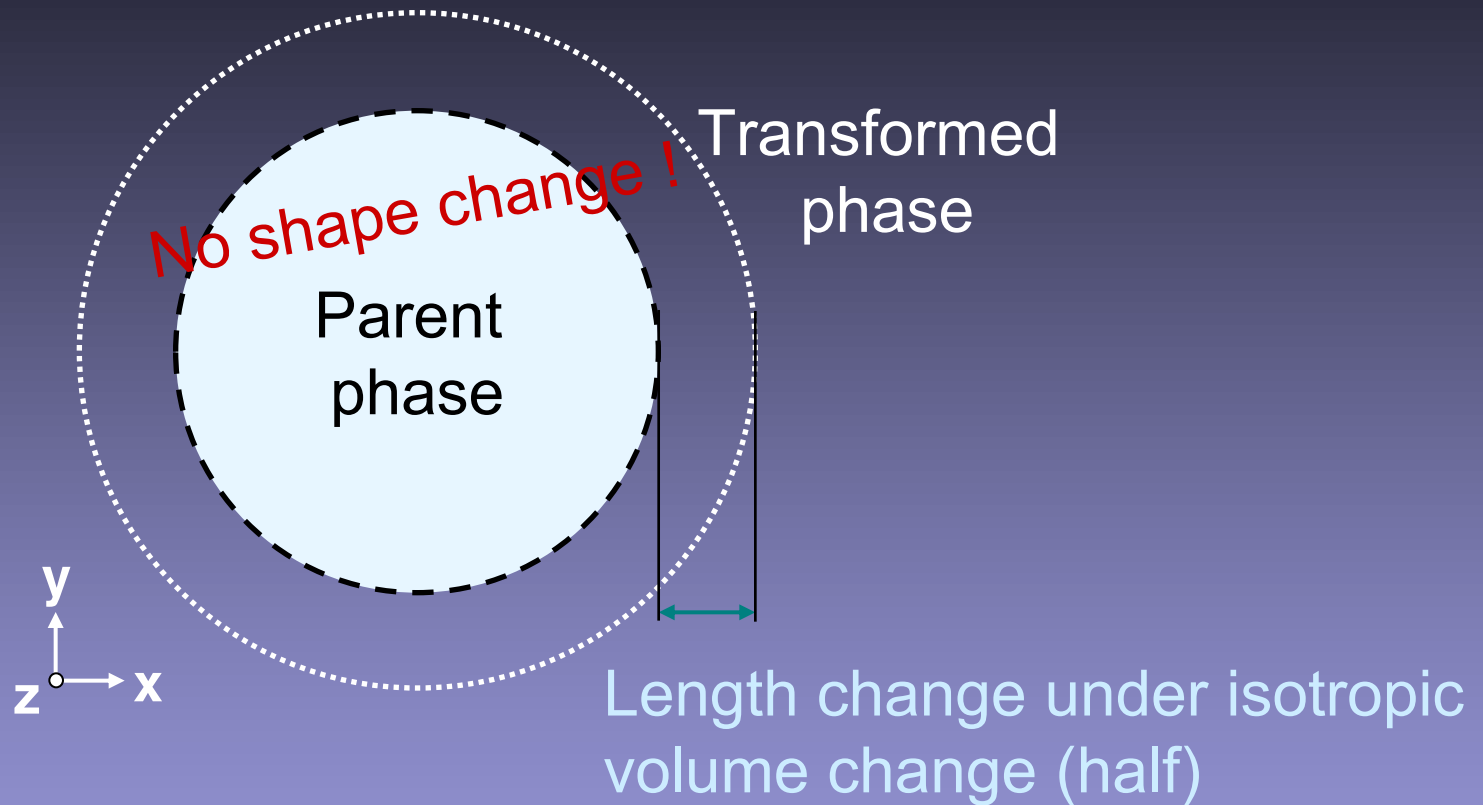 Transformed
phase
No shape change !
Parent
phase
y
z
x
Length change under isotropic
volume change (half)